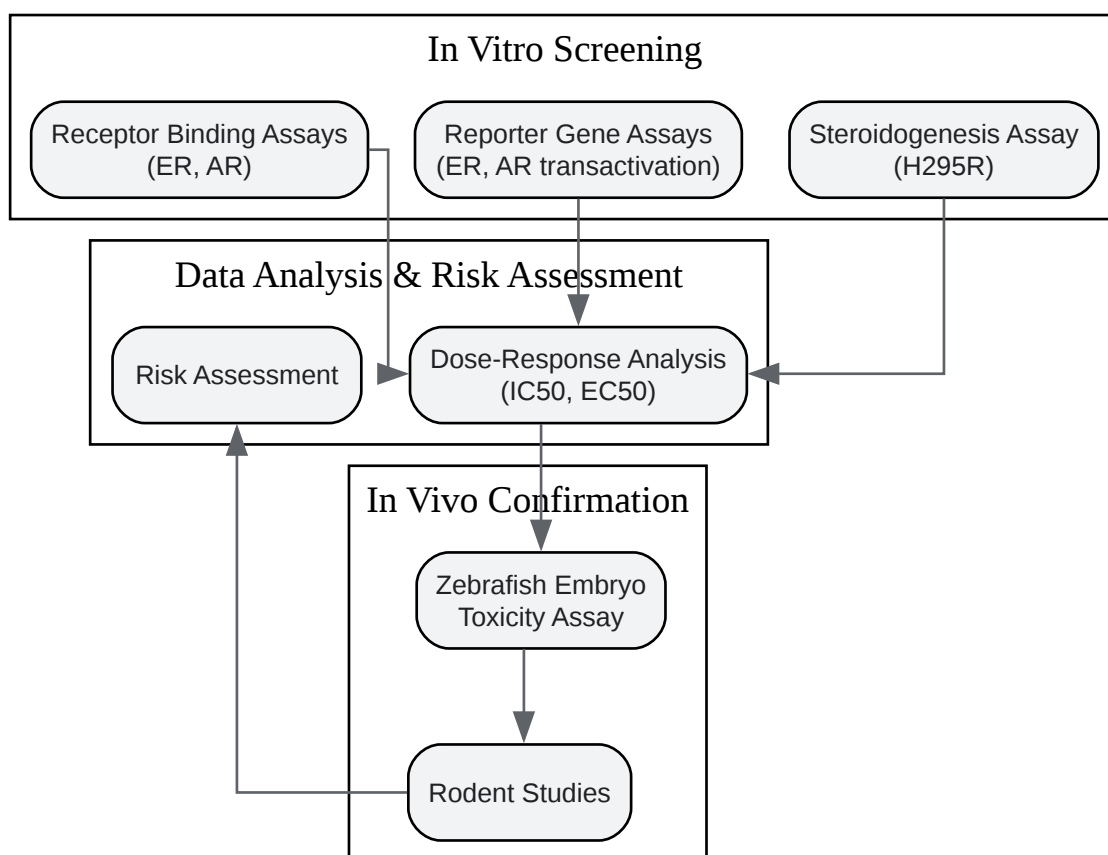 In Vitro Screening
Receptor Binding Assays
(ER, AR)
Reporter Gene Assays
(ER, AR transactivation)
Steroidogenesis Assay
(H295R)
Data Analysis & Risk Assessment
Risk Assessment
Dose-Response Analysis
(IC50, EC50)
In Vivo Confirmation
Zebrafish Embryo
Toxicity Assay
Rodent Studies